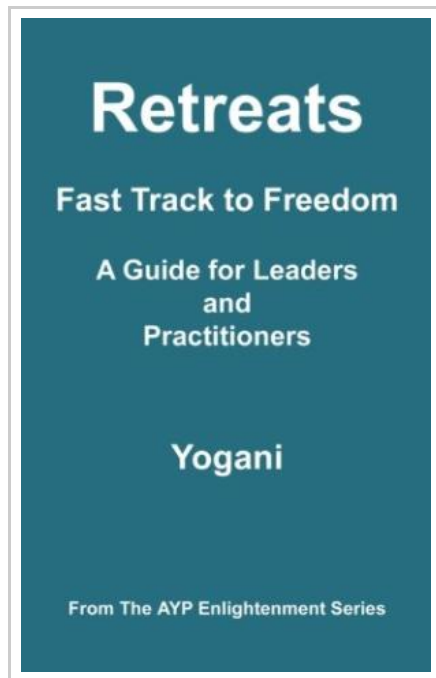 Retreats
Fast Track to Freedom
A Guide for Leaders
and
Practitioners
Yogani
From The AYP Enlightenment Series